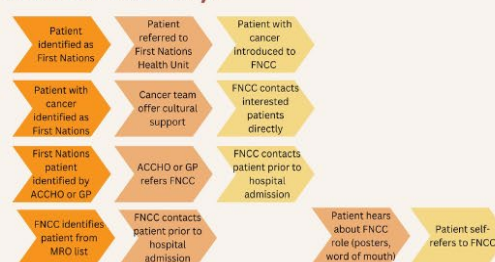 Patient
identified as
First Nations
Patient
referred to
First Nations
Health Unit
Patient with
cancer
introduced to
FNCC
Patient with
cancer
identified as
First Nations
Cancer team
offer cultural
support
FNCC contacts
interested
patients
directly
First Nations
patient
identified by
ACCHO or GP
ACCHO or GP
refers FNCC
FNCC contacts
patient prior to
hospital
admission
FNCC identifies
patient from
MRO list
FNCC contacts
patient prior to
hospital
admission
Patient hears
about FNCC
role (posters,
word of mouth)
Patient self-
refers to FNCC